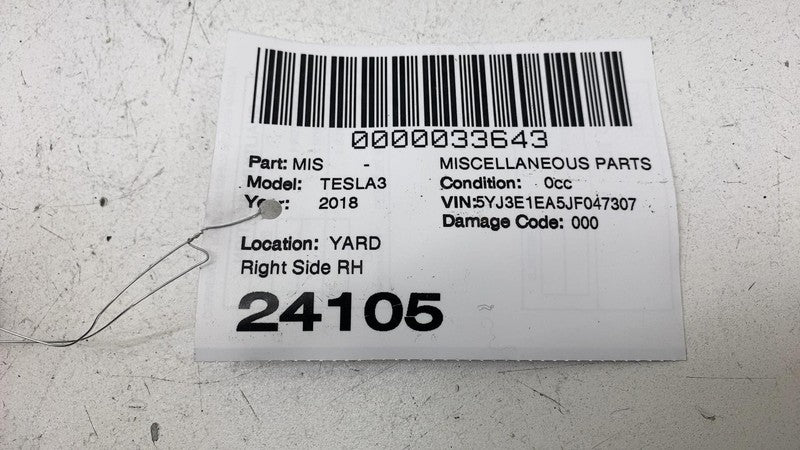 0000033643
Part: MIS - MISCELLANEOUS PARTS
Model: TESLA3 Condition: 0cc
Year: 2018 VIN:5YJ3E1EA5JF047307
Damage Code: 000
Location: YARD
Right Side RH
24105